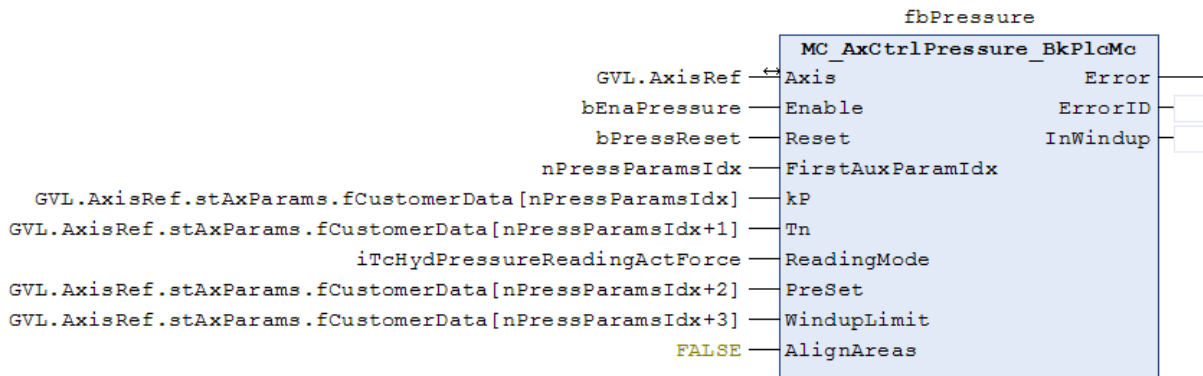 fbPressure
MC_AxCtrlPressure_BkPlcMc
GVL.AxisRef Axis Error
bEnaPressure Enable ErrorID
bPressReset Reset InWindup
nPressParamsIdx FirstAuxParamIdx
GVL.AxisRef.stAxParams.fCustomerData[nPressParamsIdx] kP
GVL.AxisRef.stAxParams.fCustomerData[nPressParamsIdx+1] Tn
iTcHydPressureReadingActForce ReadingMode
GVL.AxisRef.stAxParams.fCustomerData[nPressParamsIdx+2] PreSet
GVL.AxisRef.stAxParams.fCustomerData[nPressParamsIdx+3] WindupLimit
FALSE AlignAreas